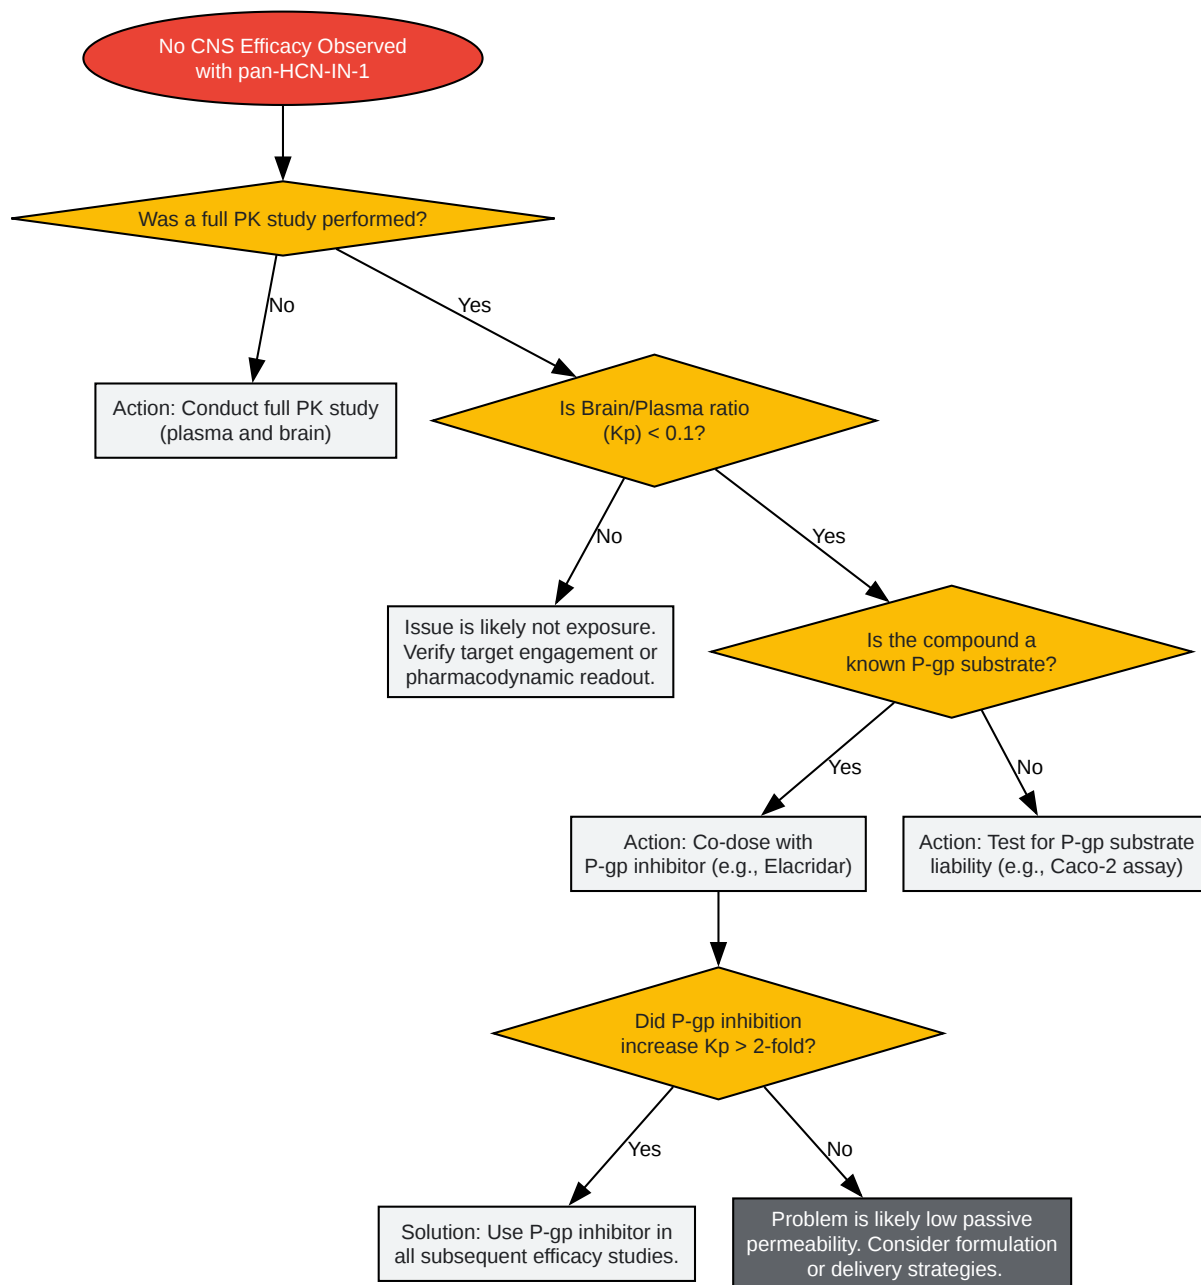 No CNS Efficacy Observed
with pan-HCN-IN-1
Was a full PK study performed?
No
Yes
Action: Conduct full PK study
(plasma and brain)
Is Brain/Plasma ratio
(Kp) < 0.1?
No
Yes
Issue is likely not exposure.
Verify target engagement or
pharmacodynamic readout.
Is the compound a
known P-gp substrate?
Yes
No
Action: Co-dose with
P-gp inhibitor (e.g., Elacridar)
Action: Test for P-gp substrate
liability (e.g., Caco-2 assay)
Did P-gp inhibition
increase Kp > 2-fold?
Yes
No
Solution: Use P-gp inhibitor in
all subsequent efficacy studies.
Problem is likely low passive
permeability. Consider formulation
or delivery strategies.